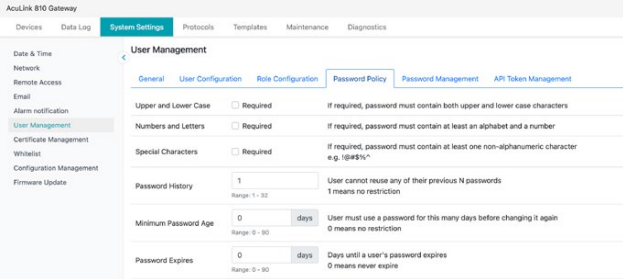 AcuLink 810 Gateway
Devices Data Log System Settings Protocols Templates Maintenance Diagnostics
Date & Time
Network
Remote Access
Email
Alarm notification
User Management
Certificate Management
Whitelist
Configuration Management
Firmware Update
User Management
General User Configuration Role Configuration Password Policy Password Management API Token Management
Upper and Lower Case Required If required, password must contain both upper and lower case characters
Numbers and Letters Required If required, password must contain at least an alphabet and a number
Special Characters Required If required, password must contain at least one non-alphanumeric character
e.g. !@#$%^
Password History 1 User cannot reuse any of their previous N passwords
1 means no restriction
Range: 1 - 32
Minimum Password Age 0 days User must use a password for this many days before changing it again
0 means no restriction
Range: 0 - 90
Password Expires 0 days Days until a user's password expires
0 means never expire
Range: 0 - 90